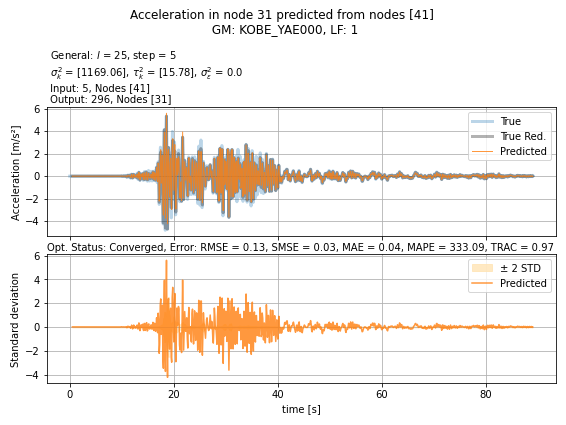 Acceleration in node 31 predicted from nodes [41]
GM: KOBE_YAE000, LF: 1
General: l = 25, step = 5
σ²ₖ = [1169.06], τ²ₖ = [15.78], σ²ε = 0.0
Input: 5, Nodes [41]
Output: 296, Nodes [31]
6
4
2
0
−2
−4
Acceleration [m/s²]
True
True Red.
Predicted
Opt. Status: Converged, Error: RMSE = 0.13, SMSE = 0.03, MAE = 0.04, MAPE = 333.09, TRAC = 0.97
6
4
2
0
−2
−4
Standard deviation
± 2 STD
Predicted
0 20 40 60 80
time [s]